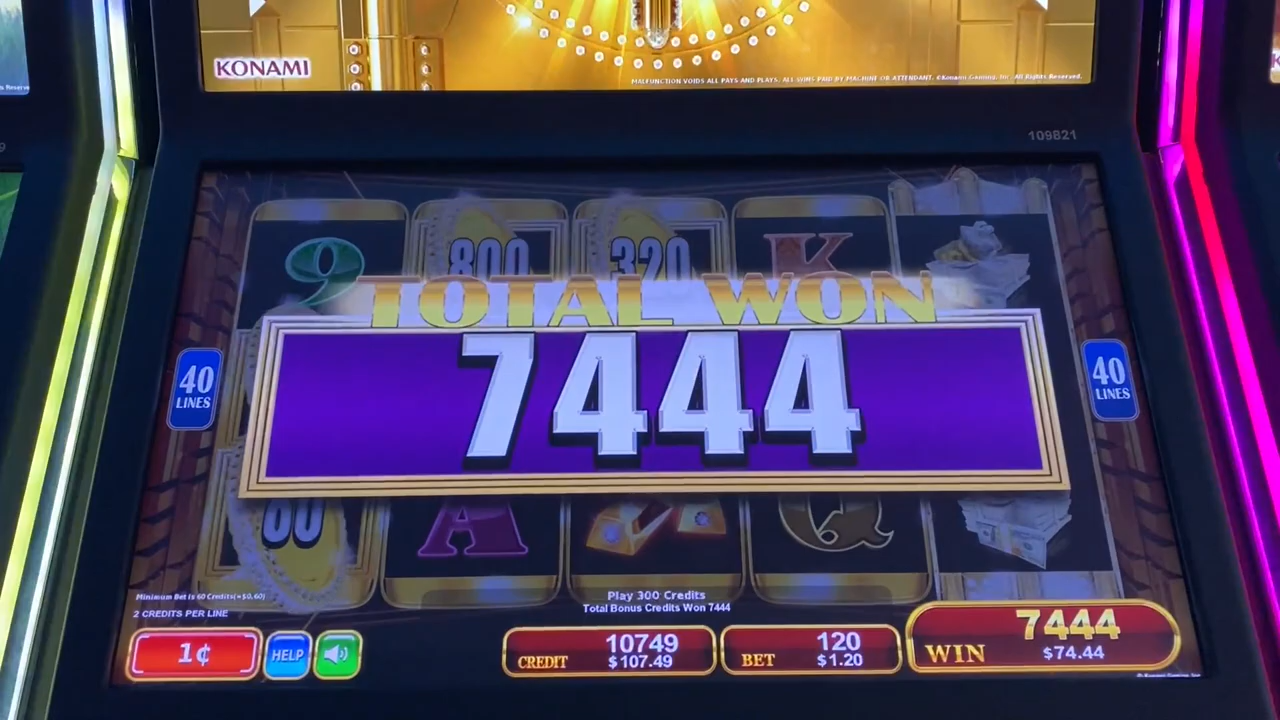 KONAMI
MALFUNCTION VOIDS ALL PAYS AND PLAYS. ALL WINS PAID BY MACHINE OR ATTENDANT. ©Konami Gaming, Inc. All Rights Reserved.
109821
9
800
320
K
TOTAL WON
7444
40
LINES
40
LINES
60
A
Q
Minimum Bet is 60 Credits(=$0.60)
2 CREDITS PER LINE
Play 300 Credits
Total Bonus Credits Won 7444
1¢
HELP
CREDIT
10749
$107.49
BET
120
$1.20
WIN
7444
$74.44